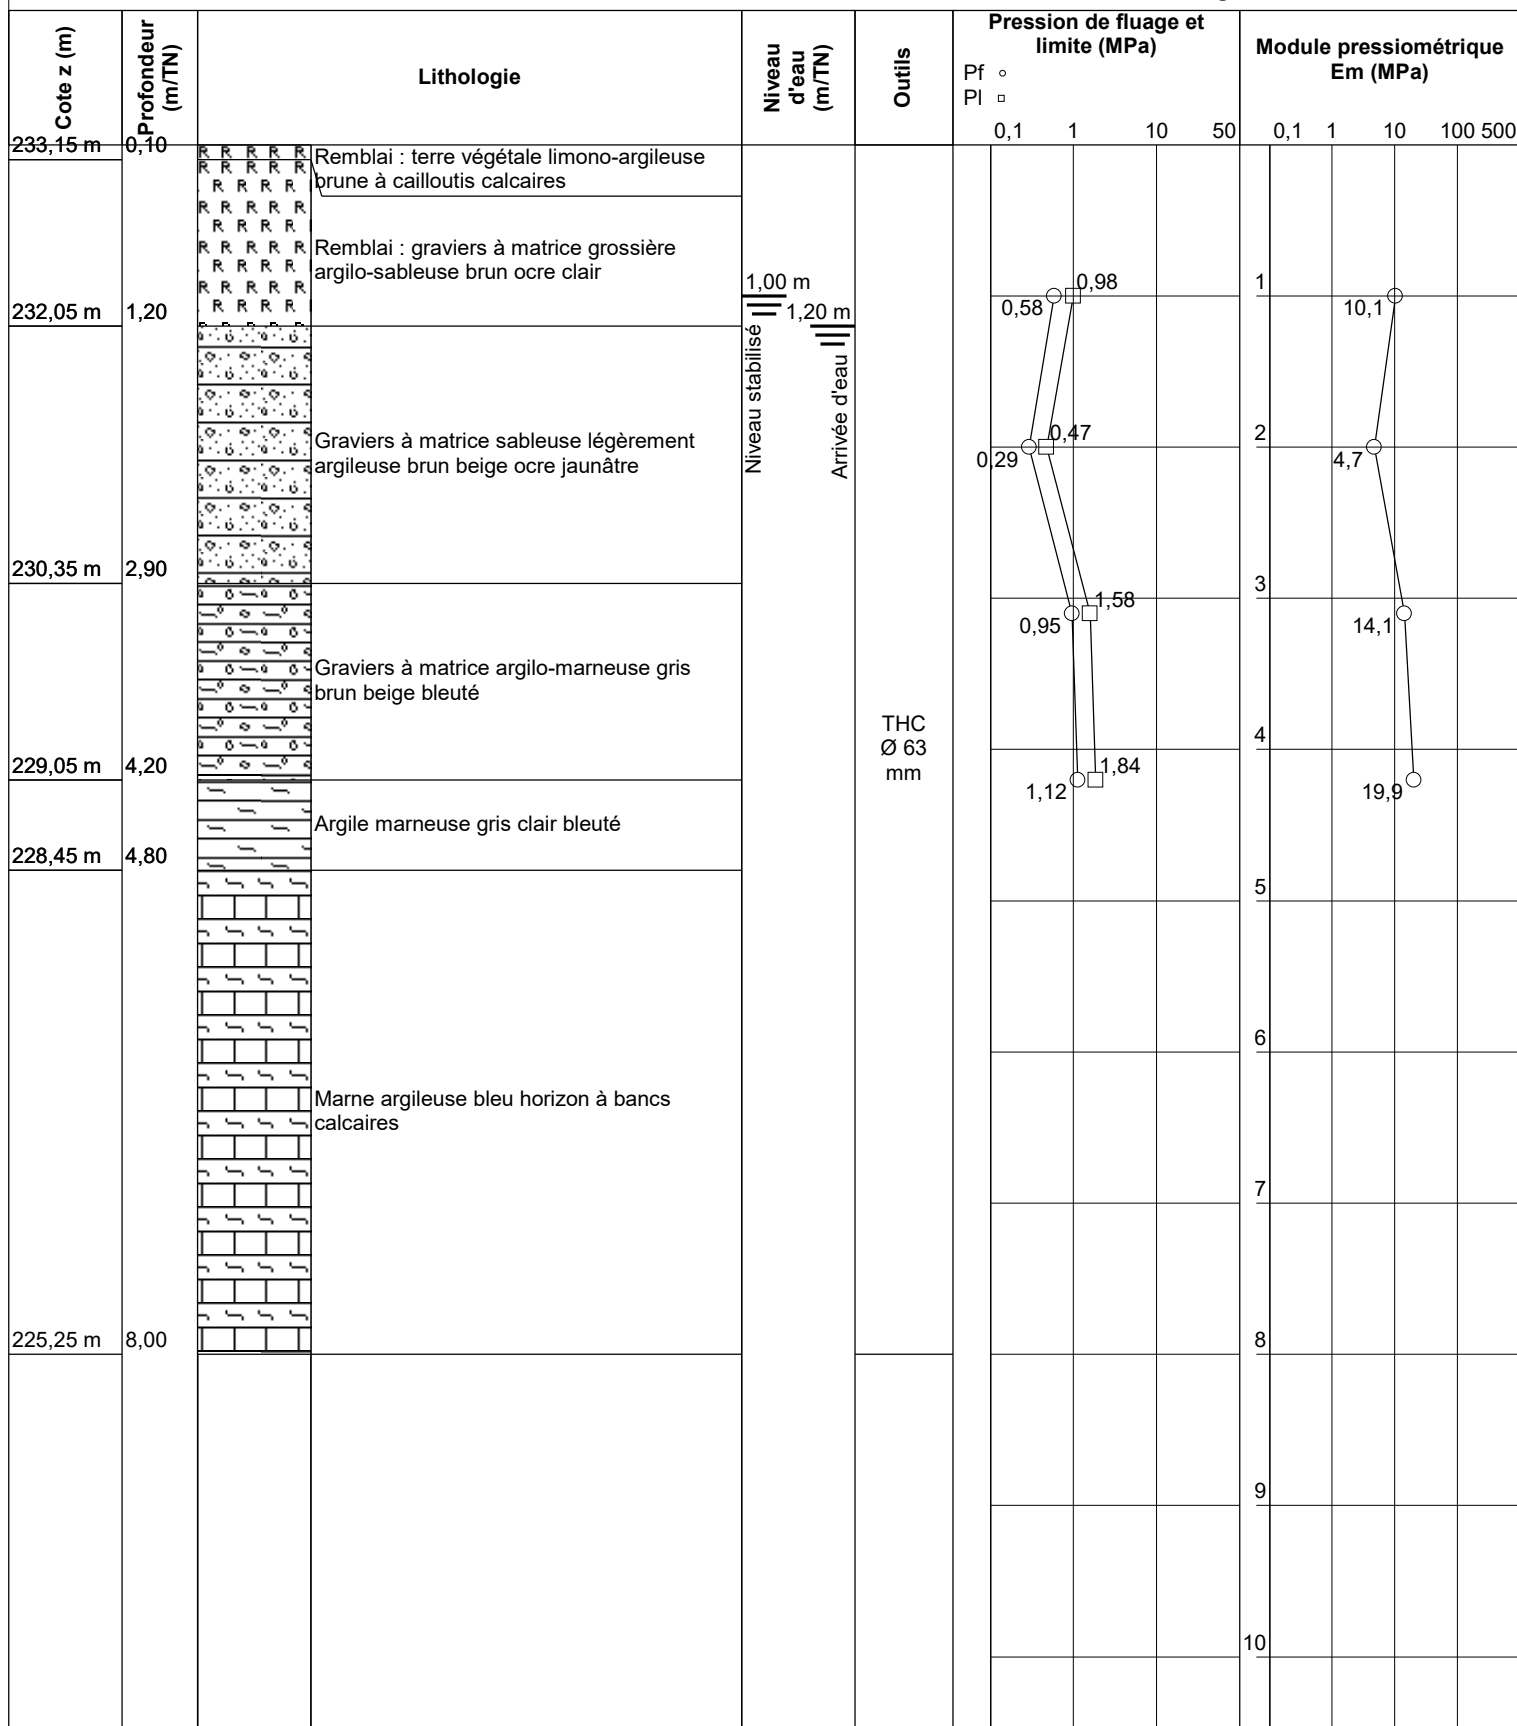 Cote z (m)
Profondeur
(m/TN)
Lithologie
Niveau
d'eau
(m/TN)
Outils
Pression de fluage et
limite (MPa)
Pf
Pl
0,1 1 10 50
Module pressiométrique
Em (MPa)
0,1 1 10 100 500
233,15 m 0,10
Remblai : terre végétale limono-argileuse
brune à cailloutis calcaires
Remblai : graviers à matrice grossière
argilo-sableuse brun ocre clair
232,05 m 1,20
Graviers à matrice sableuse légèrement
argileuse brun beige ocre jaunâtre
230,35 m 2,90
Graviers à matrice argilo-marneuse gris
brun beige bleuté
229,05 m 4,20
Argile marneuse gris clair bleuté
228,45 m 4,80
Marne argileuse bleu horizon à bancs
calcaires
225,25 m 8,00
1,00 m
Niveau stabilisé
1,20 m
Arrivée d'eau
THC
Ø 63
mm
0,58
0,98
0,29
0,47
0,95
1,58
1,12
1,84
1
2
3
4
5
6
7
8
9
10
10,1
4,7
14,1
19,9